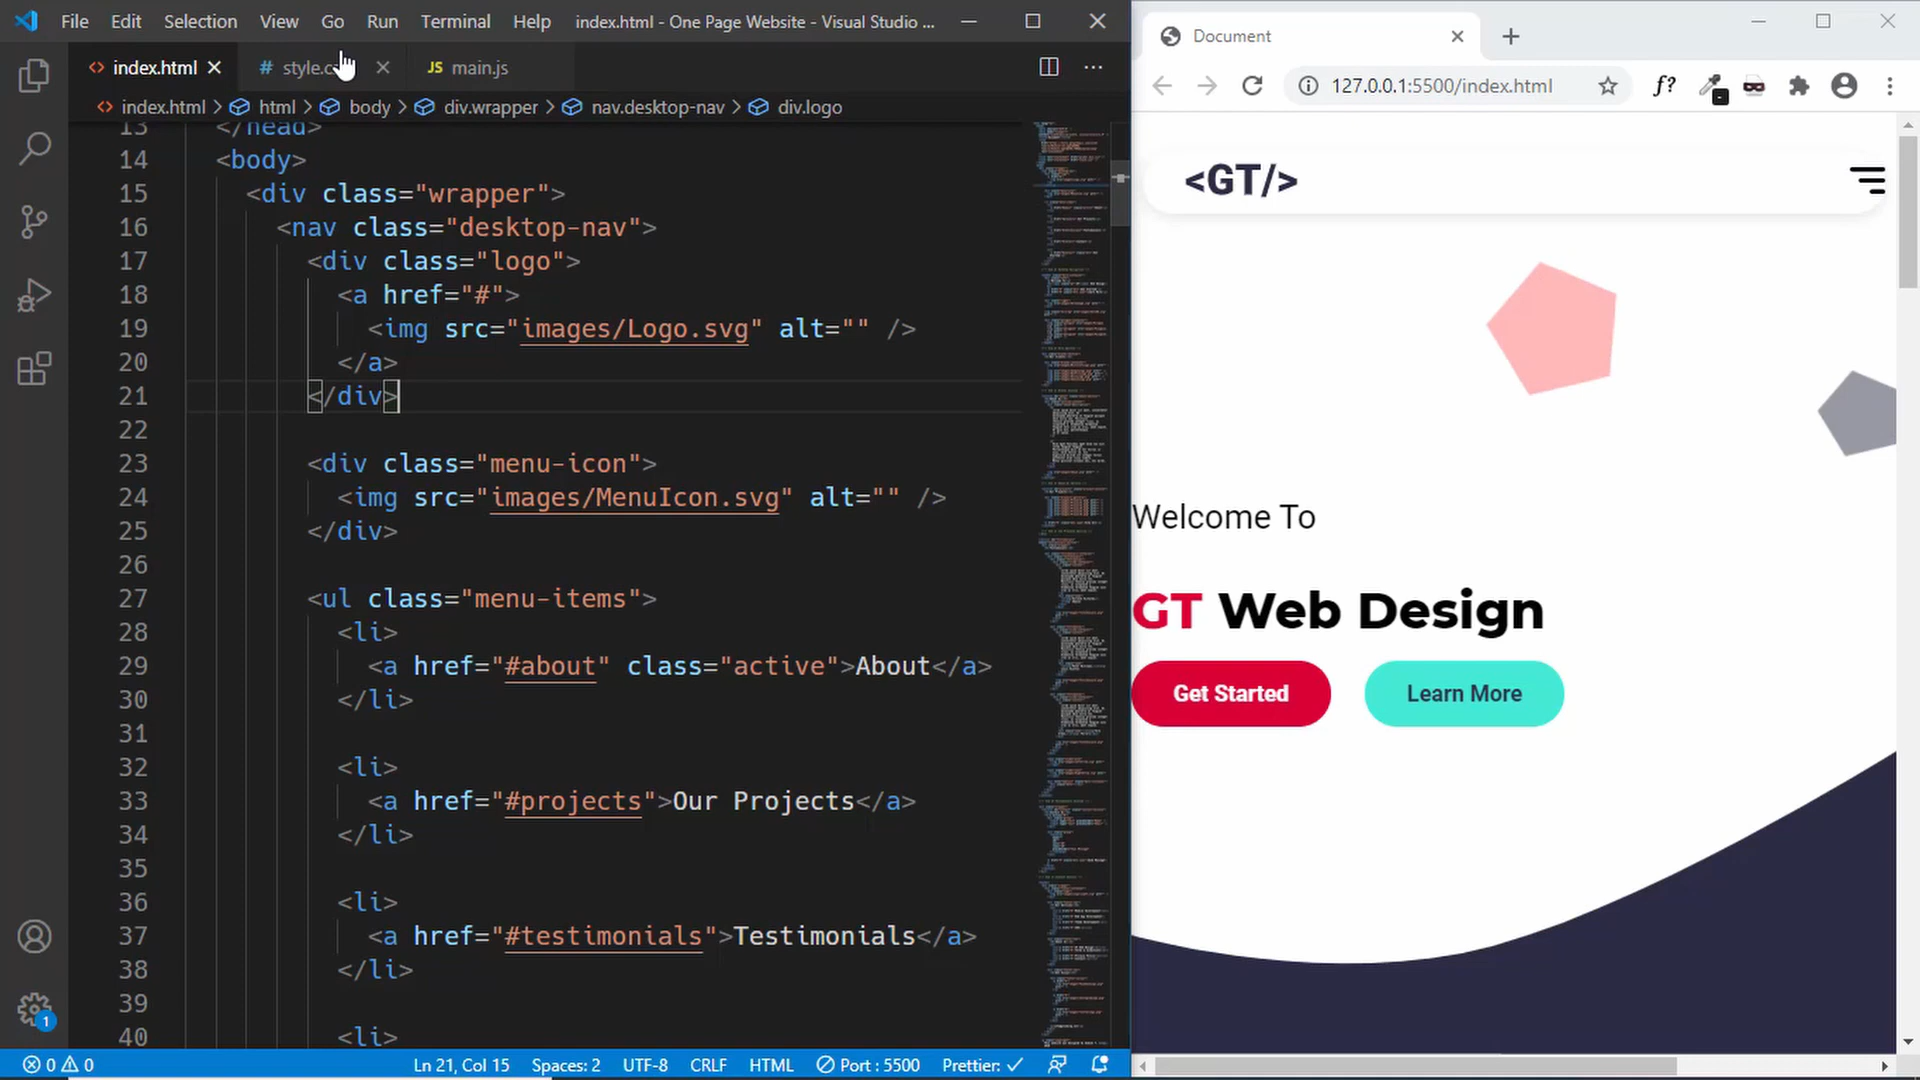 File Edit Selection View Go Run Terminal Help index.html - One Page Website - Visual Studio ...
index.html style.c main.js
index.html > html > body > div.wrapper > nav.desktop-nav > div.logo
13 </head>
14 <body>
15 <div class="wrapper">
16 <nav class="desktop-nav">
17 <div class="logo">
18 <a href="#">
19 <img src="images/Logo.svg" alt="" />
20 </a>
21 </div>
22
23 <div class="menu-icon">
24 <img src="images/MenuIcon.svg" alt="" />
25 </div>
26
27 <ul class="menu-items">
28 <li>
29 <a href="#about" class="active">About</a>
30 </li>
31
32 <li>
33 <a href="#projects">Our Projects</a>
34 </li>
35
36 <li>
37 <a href="#testimonials">Testimonials</a>
38 </li>
39
40 <li>
1
0 0 Ln 21, Col 15 Spaces: 2 UTF-8 CRLF HTML Port : 5500 Prettier: ✓
Document
127.0.0.1:5500/index.html f?
<GT/>
Welcome To
GT Web Design
Get Started Learn More